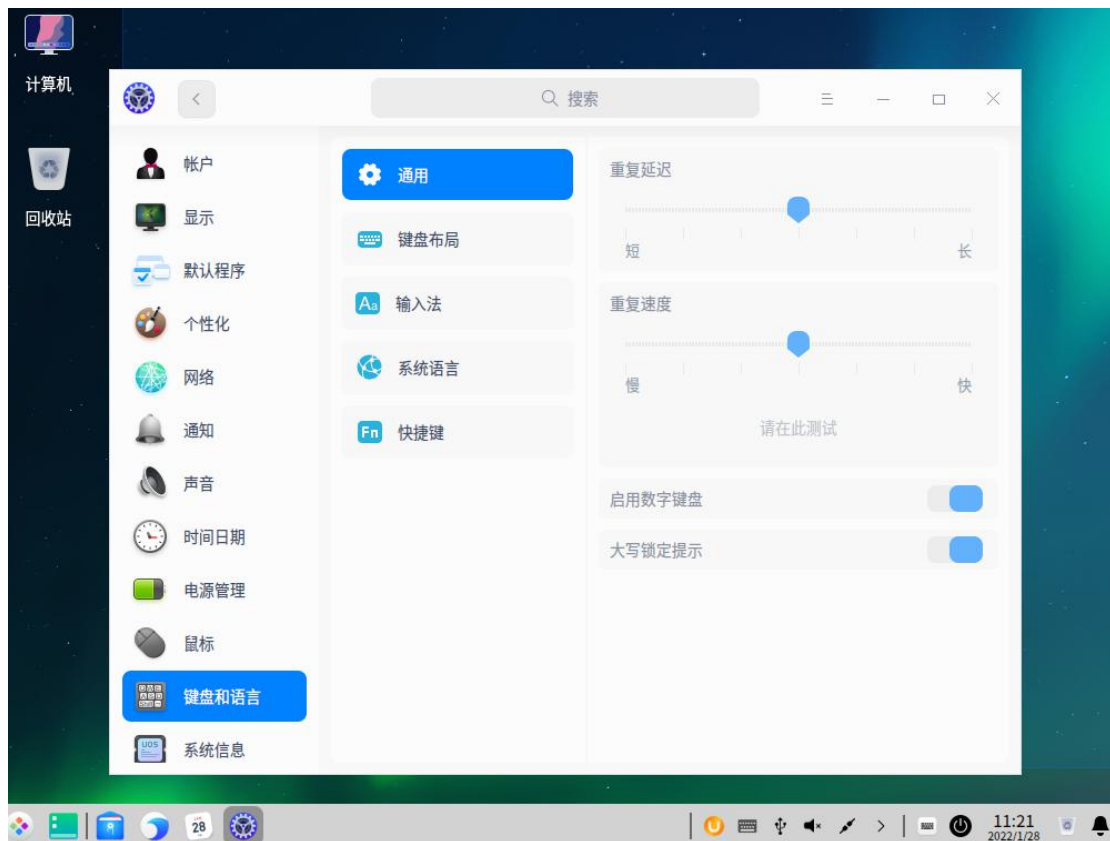 计算机
回收站
搜索
帐户
显示
默认程序
个性化
网络
通知
声音
时间日期
电源管理
鼠标
键盘和语言
UOS
系统信息
通用
键盘布局
Aa
输入法
系统语言
Fn
快捷键
重复延迟
短
长
重复速度
慢
快
请在此测试
启用数字键盘
大写锁定提示
28
11:21
2022/1/28